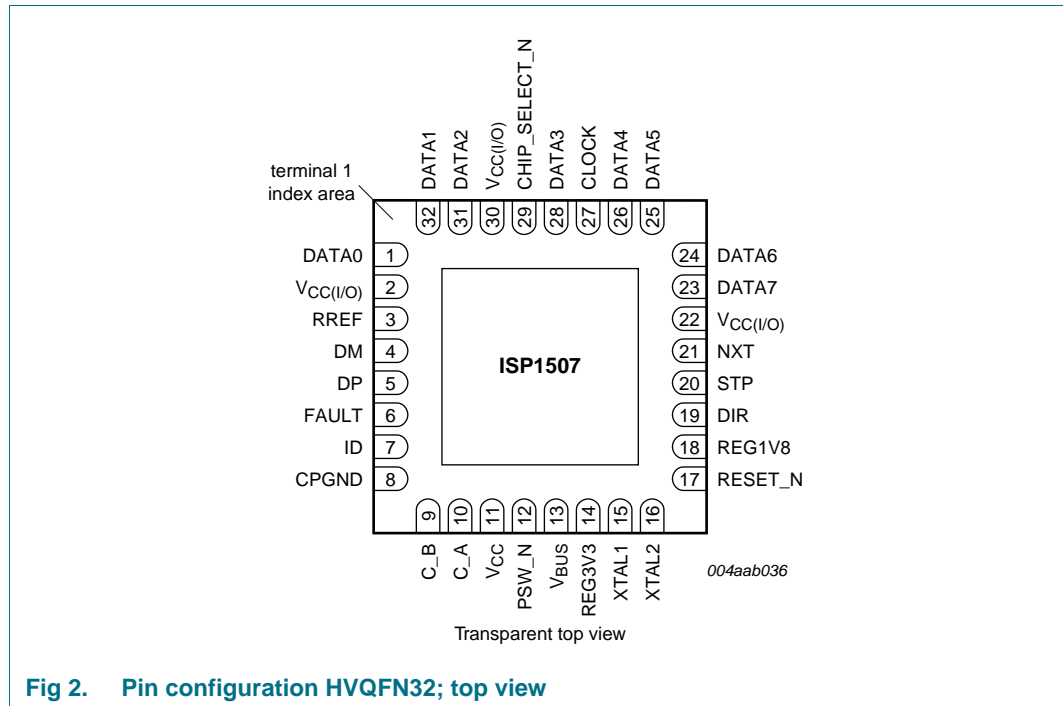 CHIP_SELECT_N
DATA1
DATA2
VCC(I/O)
DATA3
CLOCK
DATA4
DATA5
terminal 1
index area
32
31
30
29
28
27
26
25
DATA0 1
24 DATA6
VCC(I/O) 2
23 DATA7
RREF 3
22 VCC(I/O)
DM 4
21 NXT
ISP1507
DP 5
20 STP
FAULT 6
19 DIR
ID 7
18 REG1V8
CPGND 8
17 RESET_N
9
10
11
12
13
14
15
16
C_B
C_A
VCC
PSW_N
VBUS
REG3V3
XTAL1
XTAL2
004aab036
Transparent top view
Fig 2. Pin configuration HVQFN32; top view